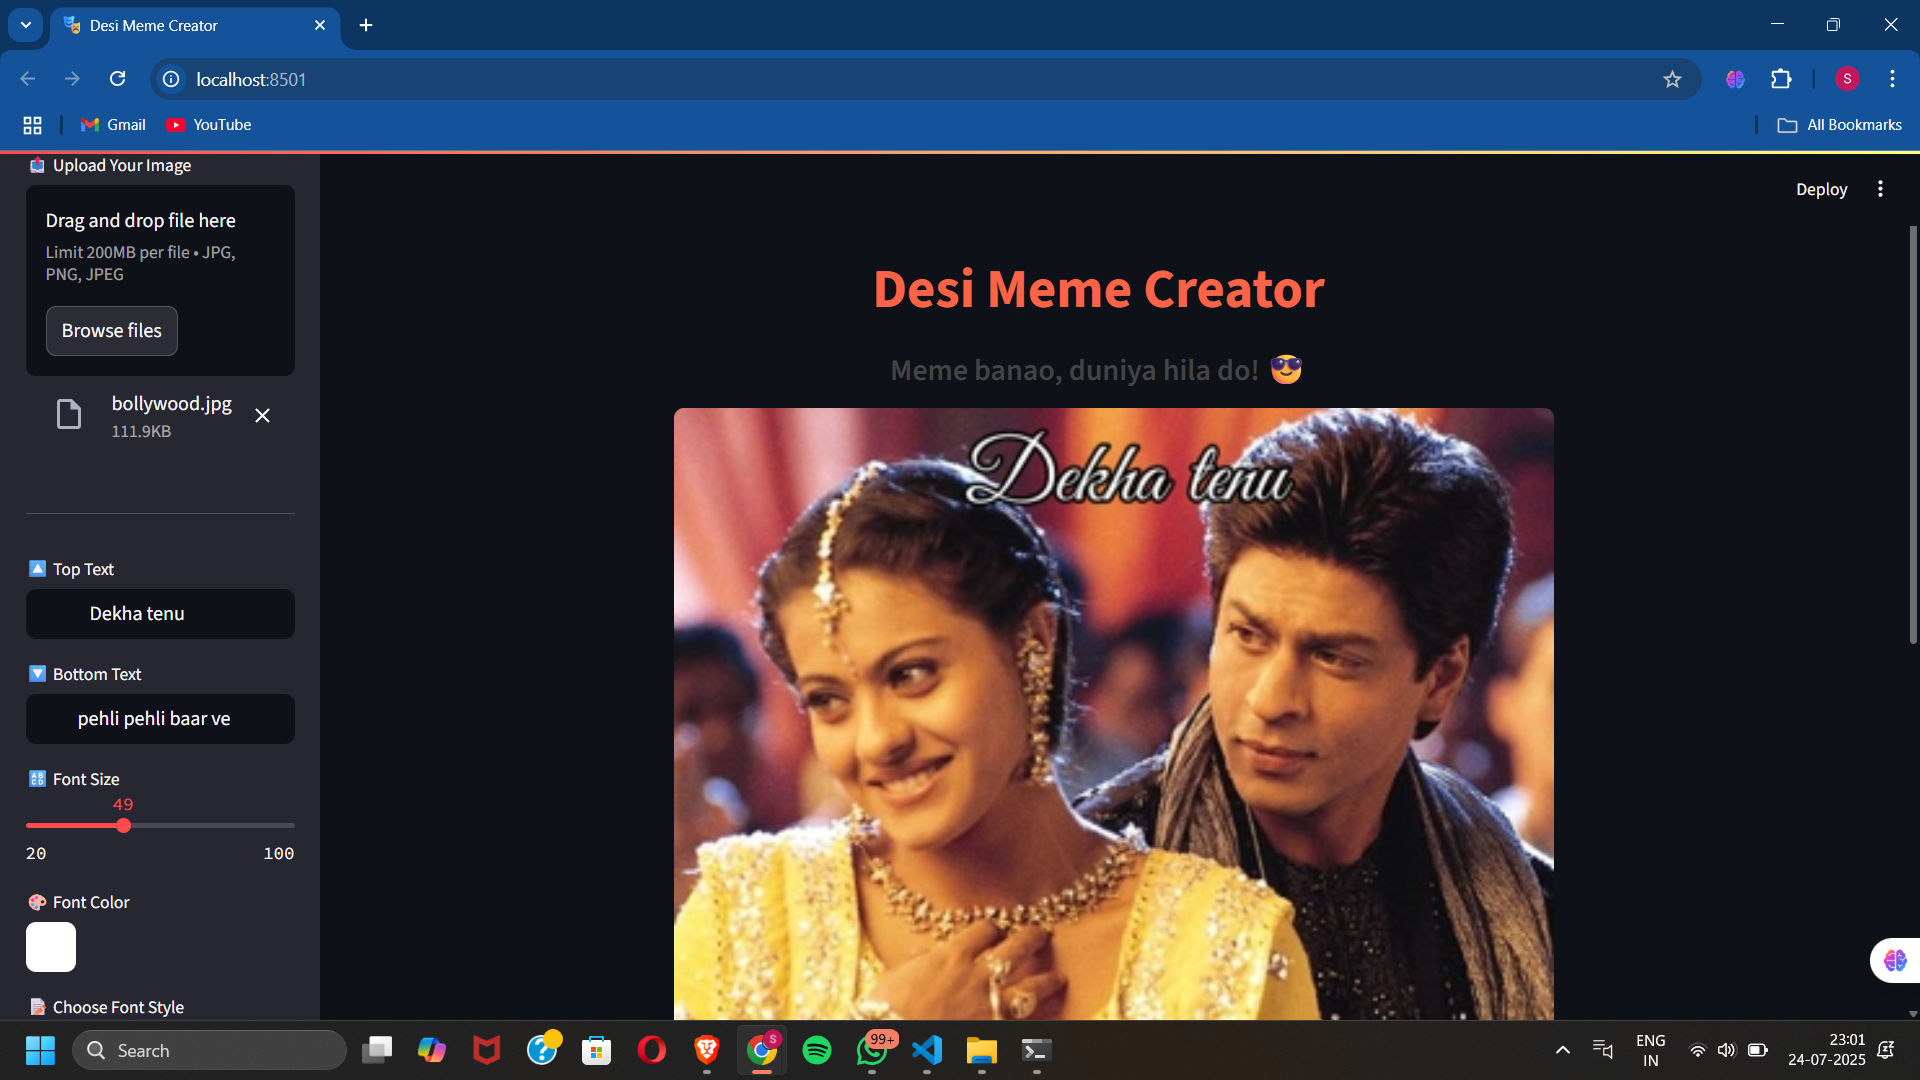 Desi Meme Creator
localhost:8501
Gmail
YouTube
All Bookmarks
Upload Your Image
Drag and drop file here
Limit 200MB per file • JPG,
PNG, JPEG
Browse files
bollywood.jpg
111.9KB
Top Text
Dekha tenu
Bottom Text
pehli pehli baar ve
Font Size
49
20
100
Font Color
Choose Font Style
Deploy
Desi Meme Creator
Meme banao, duniya hila do! 😎
Dekha tenu
Search
99+
ENG
IN
23:01
24-07-2025
S
S